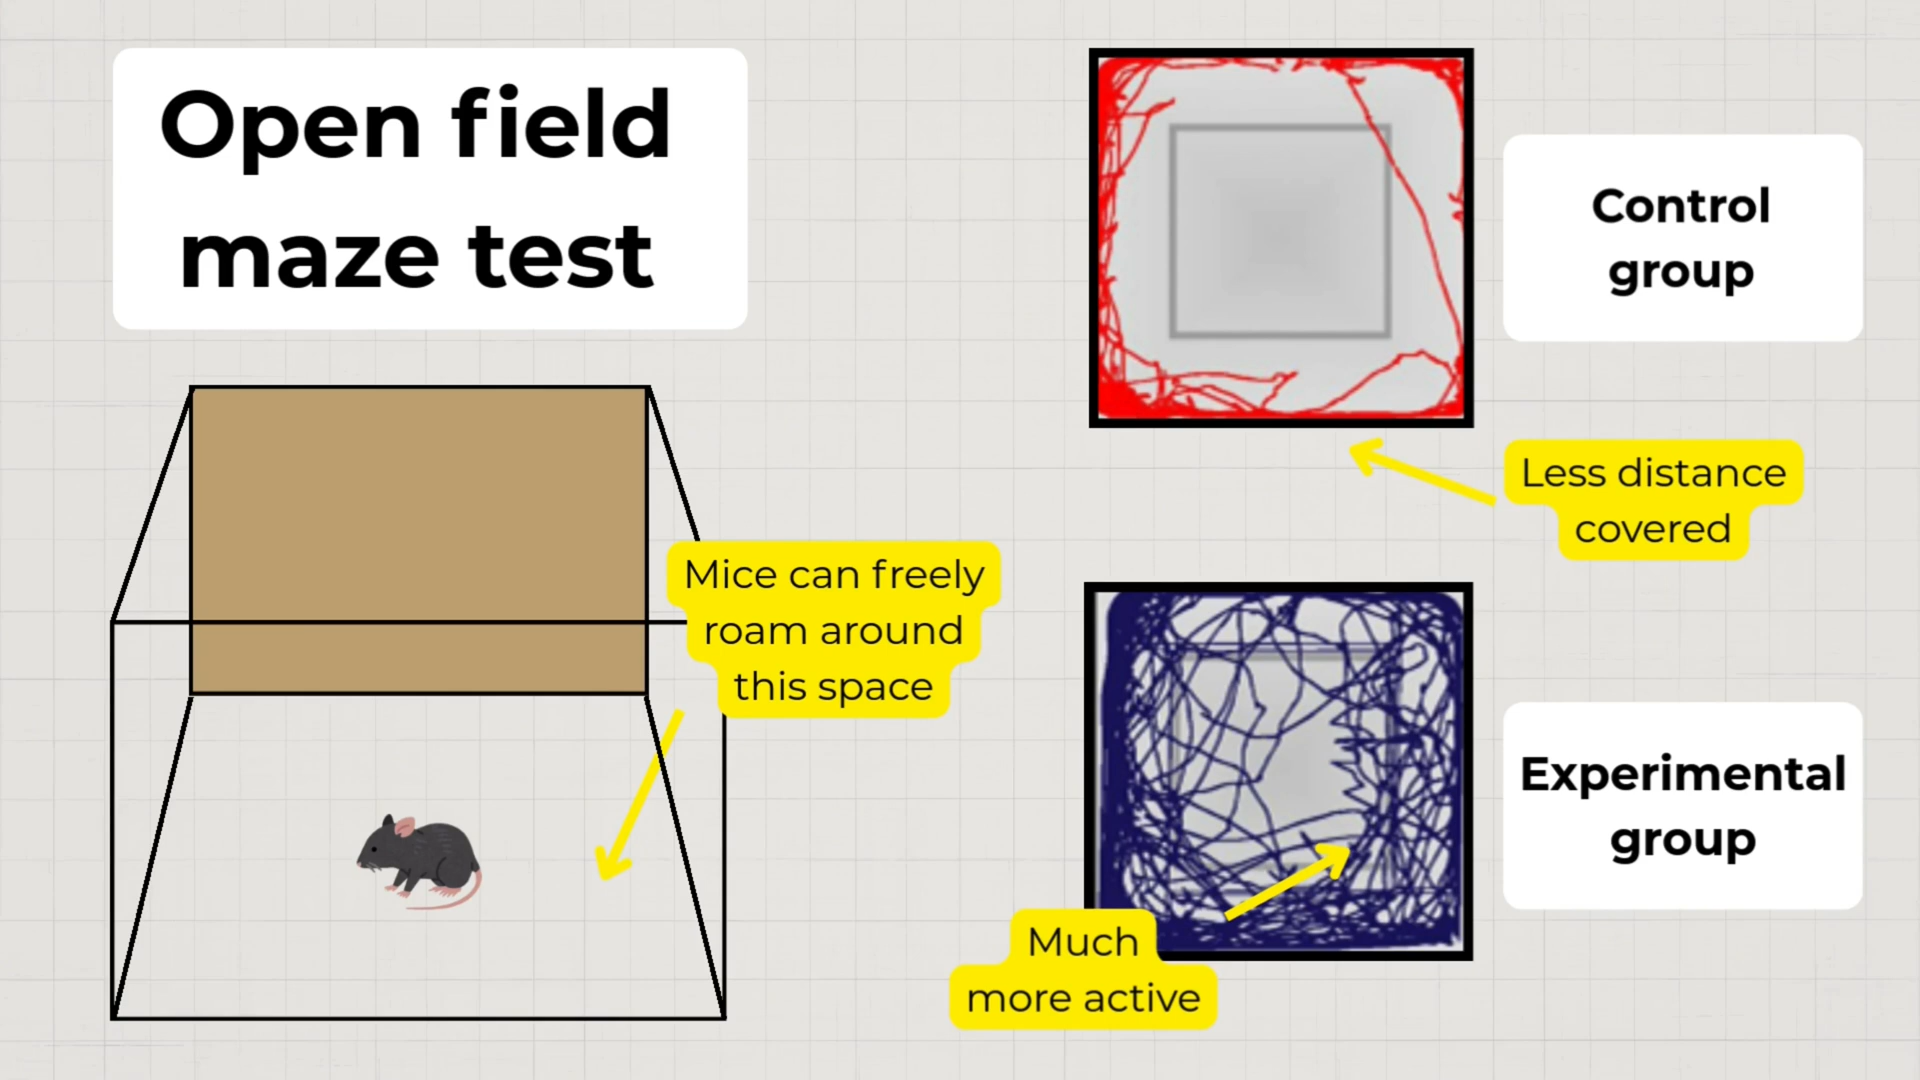 Open field
maze test
Mice can freely
roam around
this space
Control
group
Less distance
covered
Experimental
group
Much
more active